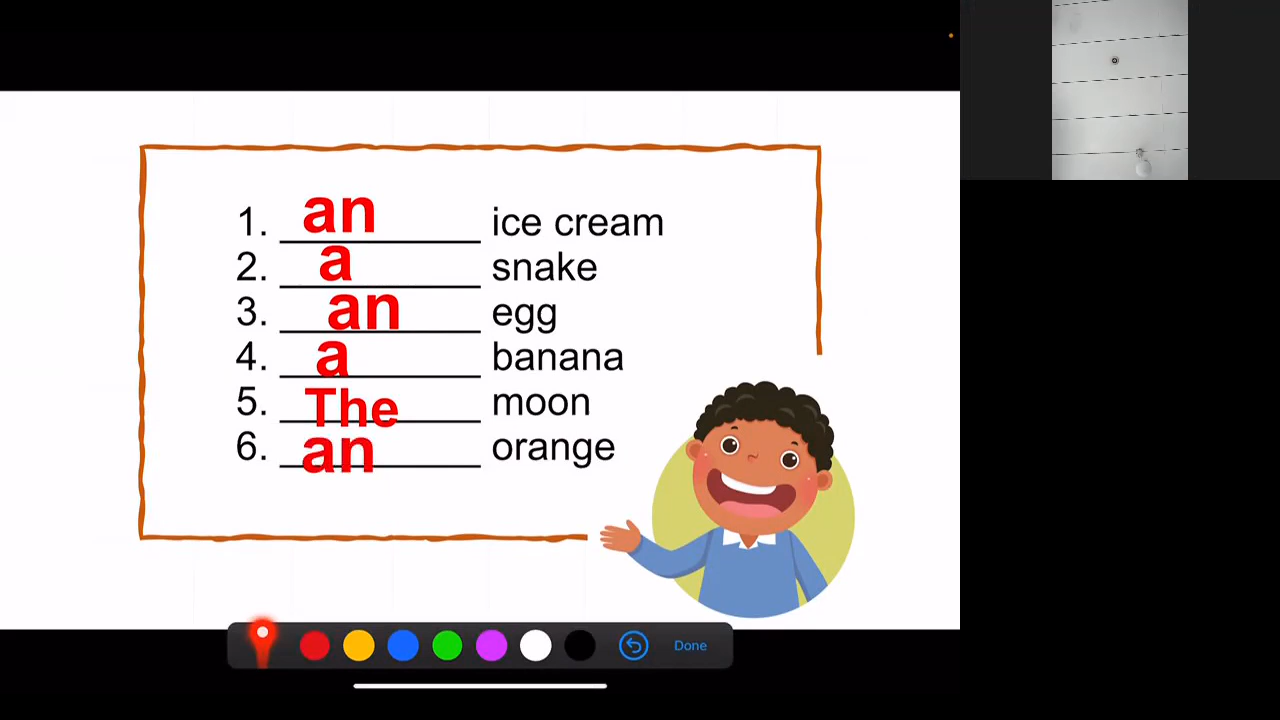 1. an ice cream
2. a snake
3. an egg
4. a banana
5. The moon
6. an orange
Done